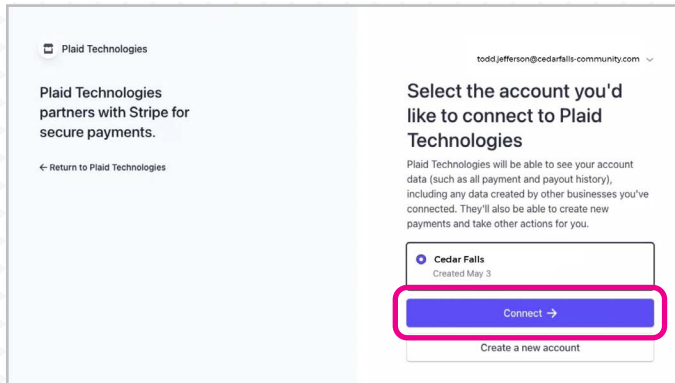 Plaid Technologies
Plaid Technologies
partners with Stripe for
secure payments.
← Return to Plaid Technologies
todd.jefferson@cedarfalls-community.com
Select the account you'd
like to connect to Plaid
Technologies
Plaid Technologies will be able to see your account
data (such as all payment and payout history),
including any data created by other businesses you've
connected. They'll also be able to create new
payments and take other actions for you.
Cedar Falls
Created May 3
Connect →
Create a new account